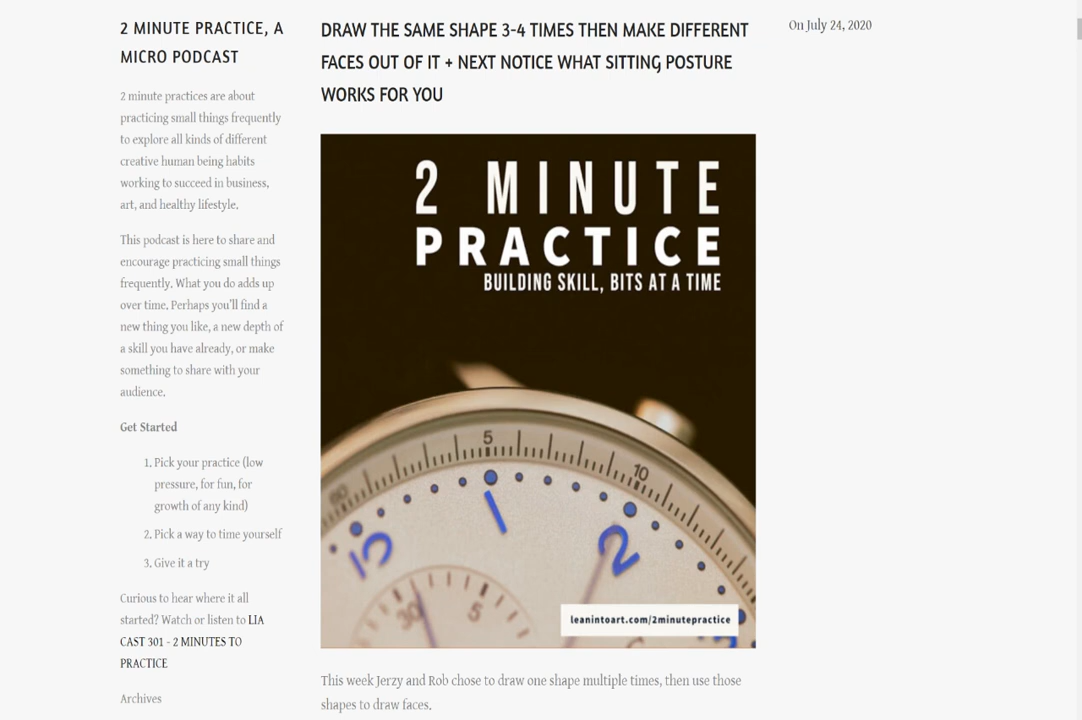 2 MINUTE PRACTICE, A
MICRO PODCAST
2 minute practices are about
practicing small things frequently
to explore all kinds of different
creative human being habits
working to succeed in business,
art, and healthy lifestyle.
This podcast is here to share and
encourage practicing small things
frequently. What you do adds up
over time. Perhaps you'll find a
new thing you like, a new depth of
a skill you have already, or make
something to share with your
audience.
Get Started
1. Pick your practice (low
pressure, for fun, for
growth of any kind)
2. Pick a way to time yourself
3. Give it a try
Curious to hear where it all
started? Watch or listen to LIA
CAST 301 - 2 MINUTES TO
PRACTICE
Archives
DRAW THE SAME SHAPE 3-4 TIMES THEN MAKE DIFFERENT
FACES OUT OF IT + NEXT NOTICE WHAT SITTING POSTURE
WORKS FOR YOU
2 MINUTE
PRACTICE
BUILDING SKILL, BITS AT A TIME
60 5 10
12 1 2
30 5
leanintoart.com/2minutepractice
This week Jerzy and Rob chose to draw one shape multiple times, then use those
shapes to draw faces.
On July 24, 2020